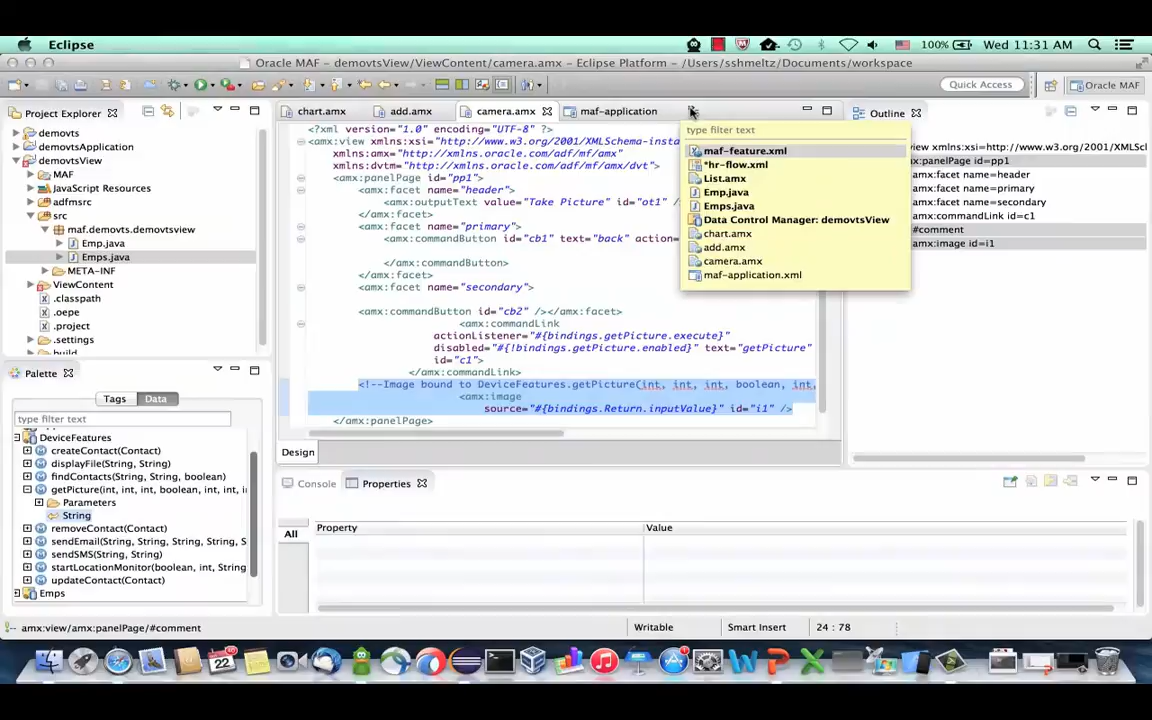 Eclipse
100%
Wed 11:31 AM
Oracle MAF - demovtsView/ViewContent/camera.amx - Eclipse Platform - /Users/sshmeltz/Documents/workspace
Quick Access
Oracle MAF
Project Explorer
demovts
demovtsApplication
demovtsView
MAF
JavaScript Resources
adfmsrc
src
maf.demovts.demovtsview
Emp.java
Emps.java
META-INF
ViewContent
.classpath
.oepe
.project
.settings
build
Palette
Tags
Data
type filter text
DeviceFeatures
createContact(Contact)
displayFile(String, String)
findContacts(String, String, boolean)
getPicture(int, int, int, boolean, int, i
Parameters
String
removeContact(Contact)
sendEmail(String, String, String, S
sendSMS(String, String)
startLocationMonitor(boolean, int, String
updateContact(Contact)
Emps
chart.amx
add.amx
camera.amx
maf-application
<?xml version="1.0" encoding="UTF-8" ?>
<amx:view xmlns:xsi="http://www.w3.org/2001/XMLSchema-insta
xmlns:amx="http://xmlns.oracle.com/adf/mf/amx"
xmlns:dvtm="http://xmlns.oracle.com/adf/mf/amx/dvt">
<amx:panelPage id="pp1">
<amx:facet name="header">
<amx:outputText value="Take Picture" id="ot1" /
</amx:facet>
<amx:facet name="primary">
<amx:commandButton id="cb1" text="back" action=
</amx:commandButton>
</amx:facet>
<amx:facet name="secondary">
<amx:commandButton id="cb2" /></amx:facet>
<amx:commandLink
actionListener="#{bindings.getPicture.execute}"
disabled="#{!bindings.getPicture.enabled}" text="getPicture"
id="c1">
</amx:commandLink>
<!--Image bound to DeviceFeatures.getPicture(int, int, int, boolean, int,
<amx:image
source="#{bindings.Return.inputValue}" id="i1" />
</amx:panelPage>
Design
type filter text
maf-feature.xml
*hr-flow.xml
List.amx
Emp.java
Emps.java
Data Control Manager: demovtsView
chart.amx
add.amx
camera.amx
maf-application.xml
Outline
view xmlns:xsi=http://www.w3.org/2001/XM
panelPage id=pp1
amx:facet name=header
amx:facet name=primary
amx:facet name=secondary
amx:commandLink id=c1
#comment
amx:image id=i1
Console
Properties
All
Property
Value
amx:view/amx:panelPage/#comment
Writable
Smart Insert
24 : 78
22